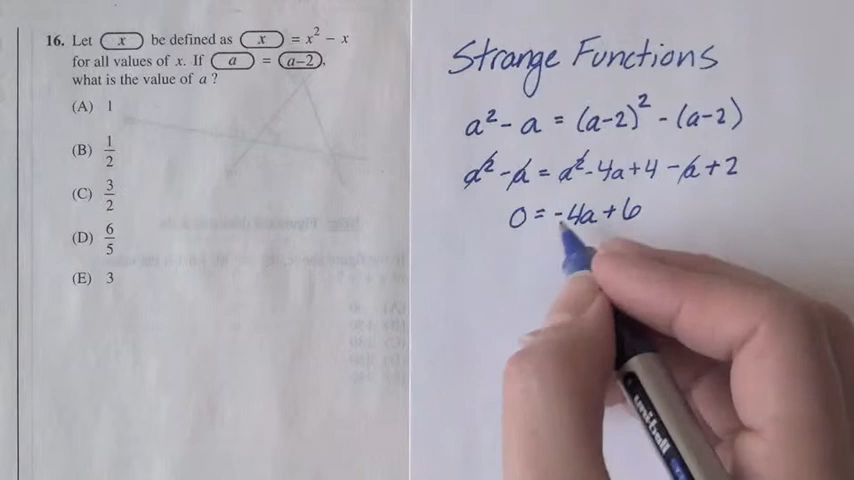 16. Let x be defined as x = x² − x
for all values of x. If a = a−2,
what is the value of a ?
(A) 1
(B) 1/2
(C) 3/2
(D) 6/5
(E) 3
Strange Functions
a² - a = (a-2)² - (a-2)
a² - a = a² - 4a + 4 - a + 2
0 = -4a + 6
uniball